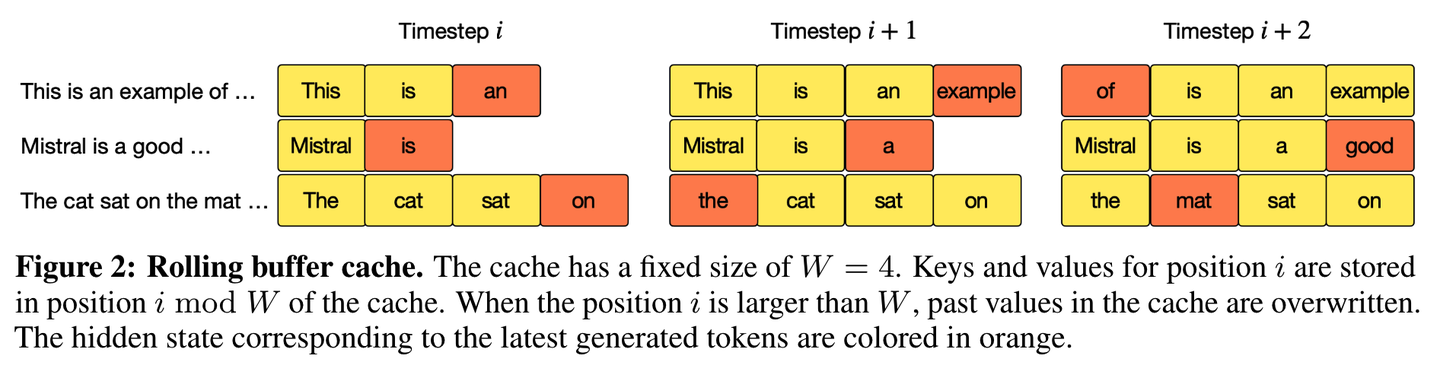 Timestep i Timestep i + 1 Timestep i + 2
This is an example of ... This is an This is an example of is an example
Mistral is a good ... Mistral is Mistral is a Mistral is a good
The cat sat on the mat ... The cat sat on the cat sat on the mat sat on
Figure 2: Rolling buffer cache. The cache has a fixed size of W = 4. Keys and values for position i are stored
in position i mod W of the cache. When the position i is larger than W, past values in the cache are overwritten.
The hidden state corresponding to the latest generated tokens are colored in orange.